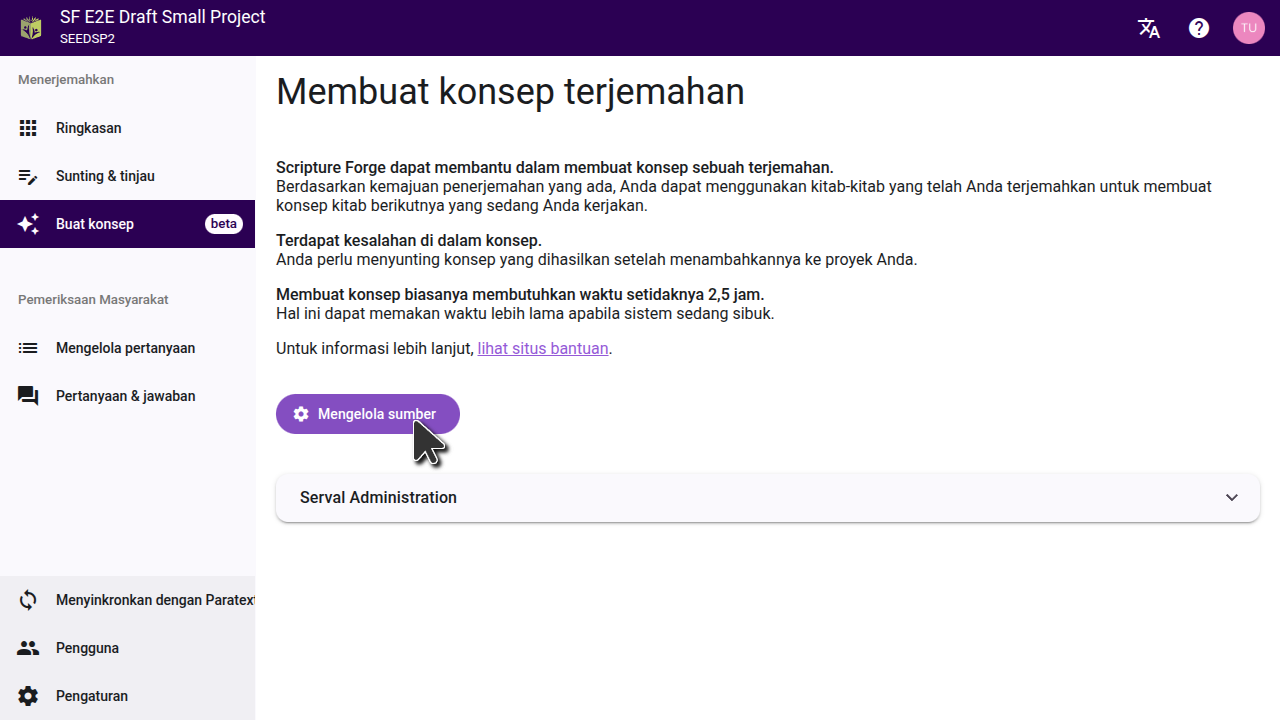 SF E2E Draft Small Project
SEEDSP2
TU
Menerjemahkan
Ringkasan
Sunting & tinjau
Buat konsep
beta
Pemeriksaan Masyarakat
Mengelola pertanyaan
Pertanyaan & jawaban
Menyinkronkan dengan Paratext
Pengguna
Pengaturan
Membuat konsep terjemahan
Scripture Forge dapat membantu dalam membuat konsep sebuah terjemahan.
Berdasarkan kemajuan penerjemahan yang ada, Anda dapat menggunakan kitab-kitab yang telah Anda terjemahkan untuk membuat
konsep kitab berikutnya yang sedang Anda kerjakan.
Terdapat kesalahan di dalam konsep.
Anda perlu menyunting konsep yang dihasilkan setelah menambahkannya ke proyek Anda.
Membuat konsep biasanya membutuhkan waktu setidaknya 2,5 jam.
Hal ini dapat memakan waktu lebih lama apabila sistem sedang sibuk.
Untuk informasi lebih lanjut, lihat situs bantuan.
Mengelola sumber
Serval Administration